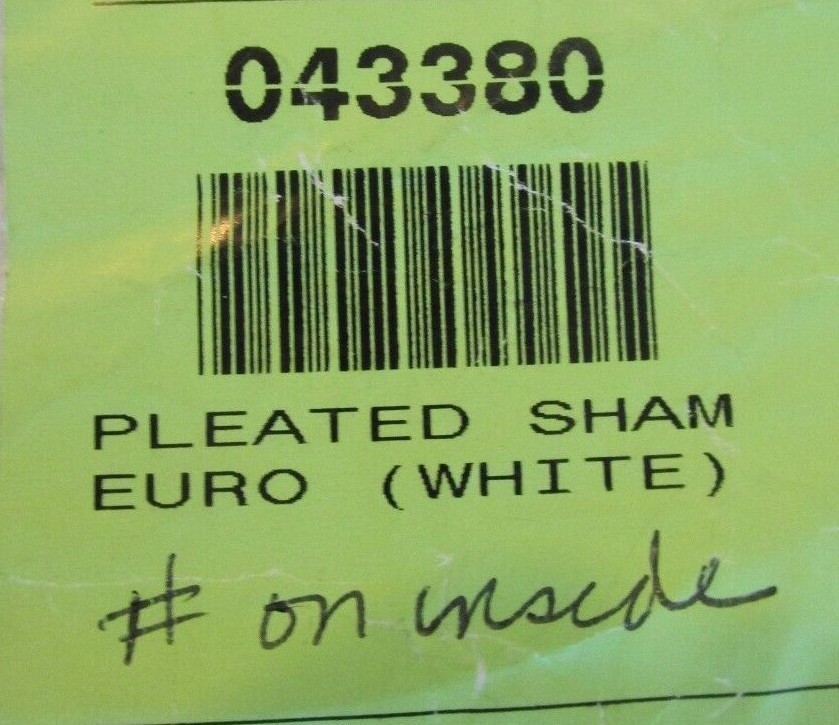 043380
PLEATED SHAM
EURO (WHITE)
# on inside